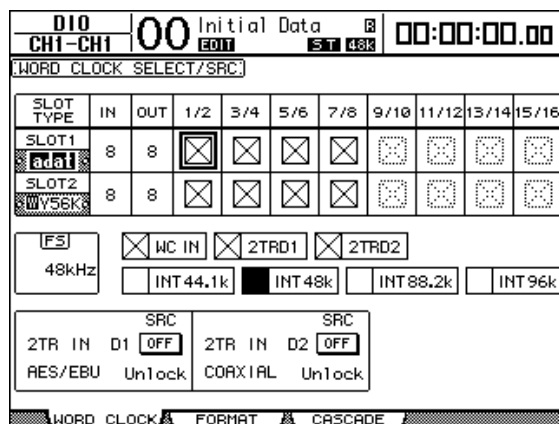 DIO 00 Initial Data R 00:00:00.00
CH1-CH1 EDIT ST 48k
WORD CLOCK SELECT/SRC
SLOT TYPE IN OUT 1/2 3/4 5/6 7/8 9/10 11/12 13/14 15/16
SLOT1 adat 8 8
SLOT2 WY56K 8 8
FS 48kHz
WC IN 2TRD1 2TRD2
INT44.1k INT48k INT88.2k INT96k
SRC SRC
2TR IN D1 OFF 2TR IN D2 OFF
AES/EBU Unlock COAXIAL Unlock
WORD CLOCK FORMAT CASCADE